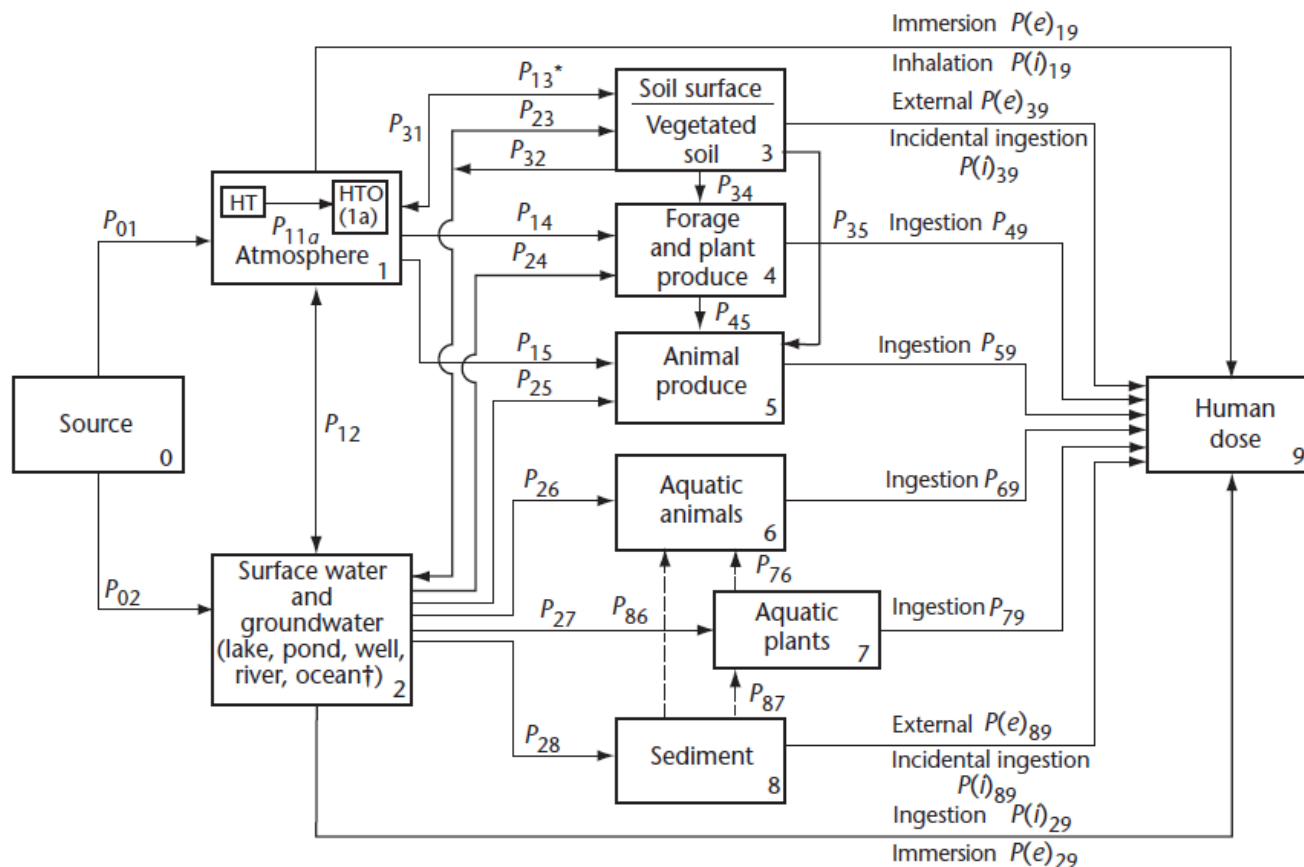 Immersion P(e)19
Inhalation P(i)19
P13*
Soil surface
External P(e)39
P23
P31
Vegetated
soil
3
Incidental ingestion
P(i)39
P32
HT
HTO
(1a)
P34
P01
P11a
Atmosphere
1
P14
Forage
and plant
produce
4
P35
Ingestion P49
P24
P45
P15
Animal
produce
5
Ingestion P59
P25
Source
0
P12
Human
dose
9
P26
Aquatic
animals
6
Ingestion P69
P02
Surface water
and
groundwater
(lake, pond, well,
river, ocean†)
2
P76
P27
P86
Aquatic
plants
7
Ingestion P79
P87
P28
Sediment
8
External P(e)89
Incidental ingestion
P(i)89
Ingestion P(i)29
Immersion P(e)29